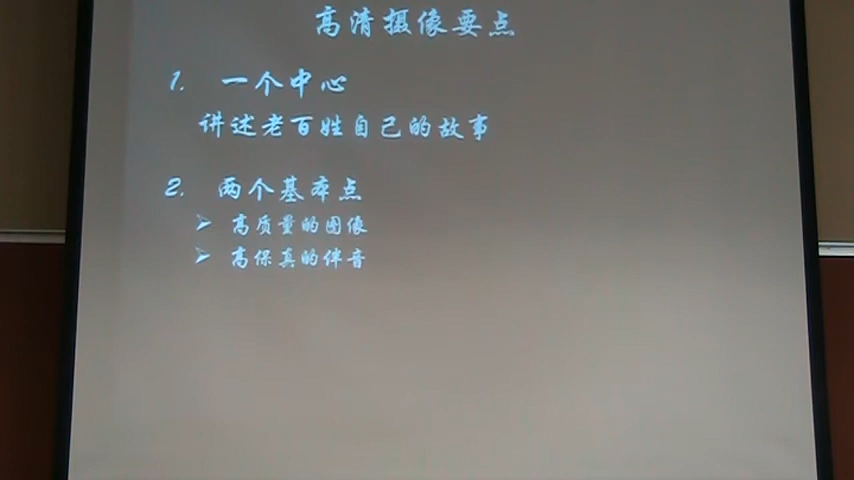 高清摄像要点
1. 一个中心
讲述老百姓自己的故事
2. 两个基本点
➢ 高质量的图像
➢ 高保真的伴音